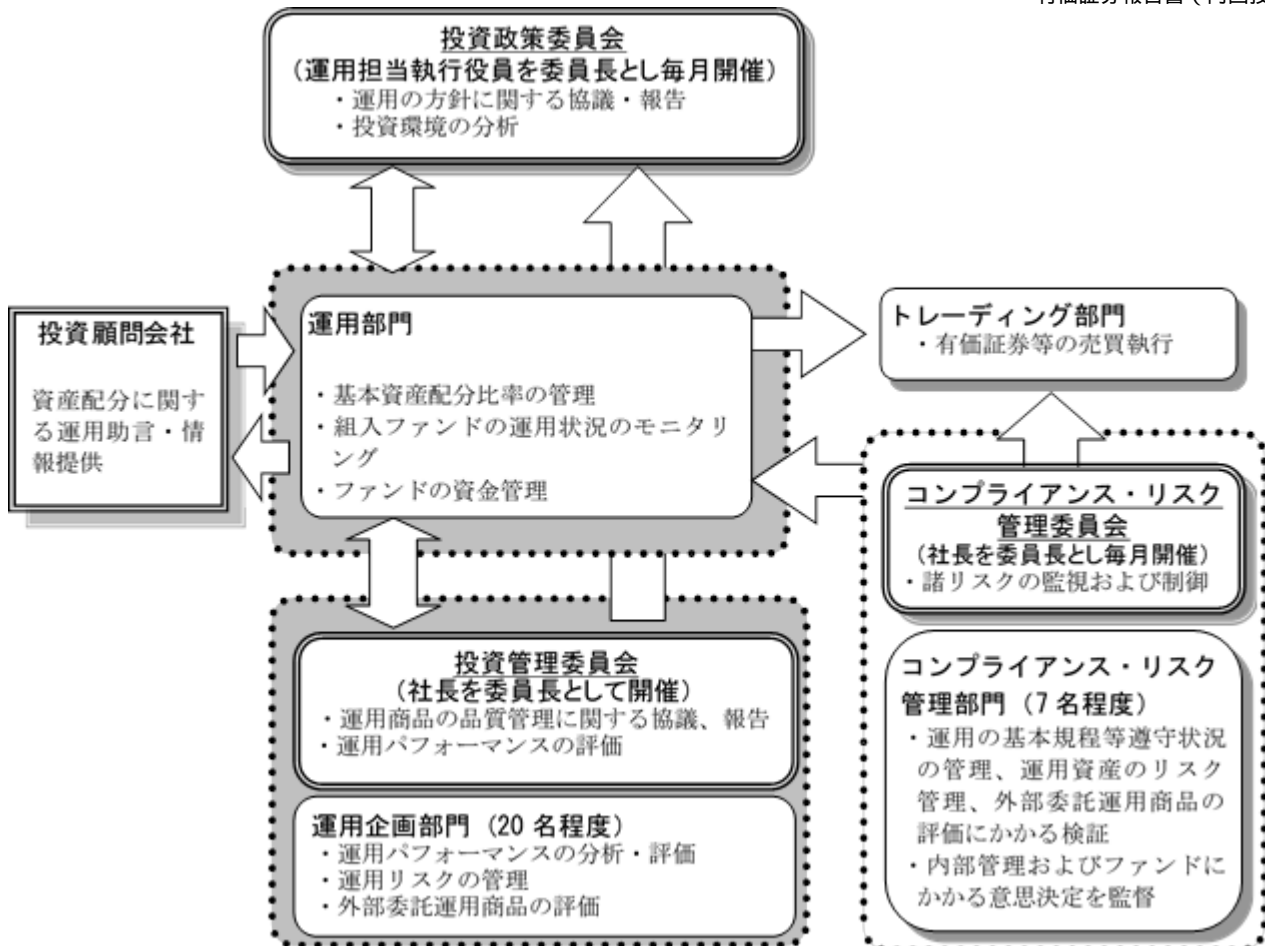 投資政策委員会
(運用担当執行役員を委員長とし毎月開催)
・運用の方針に関する協議・報告
・投資環境の分析
投資顧問会社
資産配分に関す
る運用助言・情
報提供
運用部門
・基本資産配分比率の管理
・組入ファンドの運用状況のモニタリ
ング
・ファンドの資金管理
トレーディング部門
・有価証券等の売買執行
コンプライアンス・リスク
管理委員会
(社長を委員長とし毎月開催)
・諸リスクの監視および制御
コンプライアンス・リスク
管理部門（7名程度）
・運用の基本規程等遵守状況
の管理、運用資産のリスク
管理、外部委託運用商品の
評価にかかる検証
・内部管理およびファンドに
かかる意思決定を監督
投資管理委員会
(社長を委員長として開催)
・運用商品の品質管理に関する協議、報告
・運用パフォーマンスの評価
運用企画部門（20名程度）
・運用パフォーマンスの分析・評価
・運用リスクの管理
・外部委託運用商品の評価